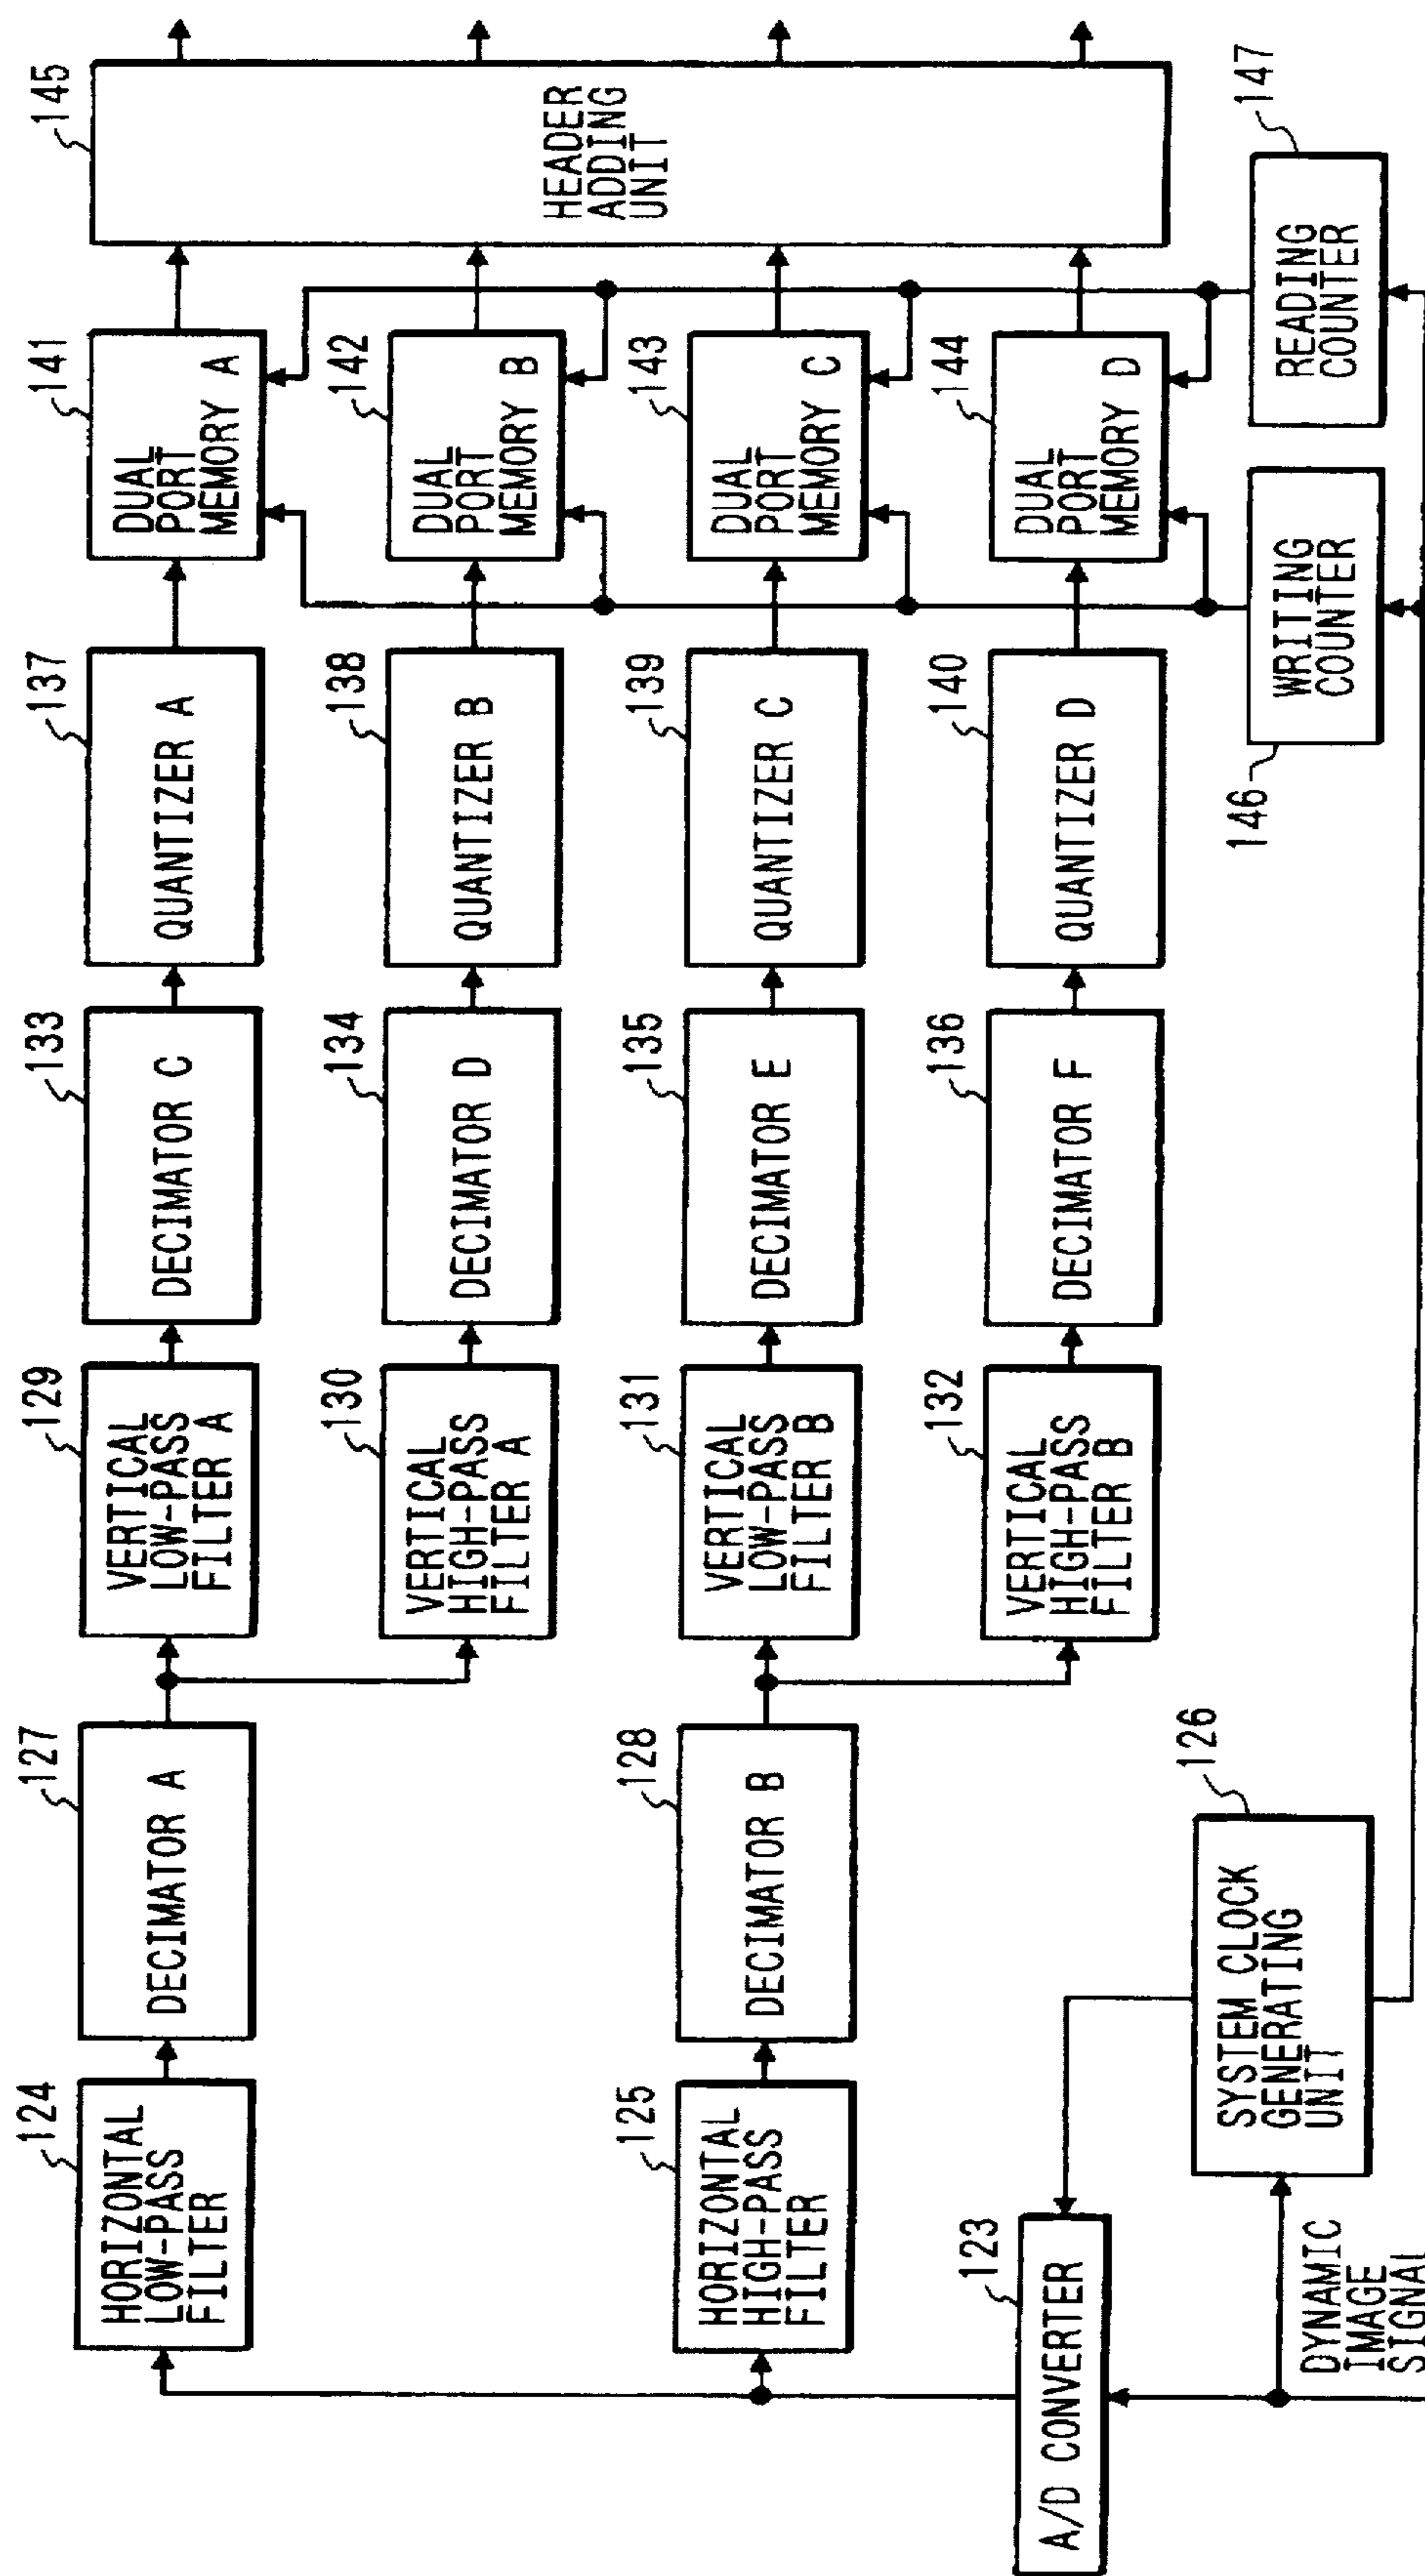 124
HORIZONTAL
LOW-PASS
FILTER
127
DECIMATOR A
129
VERTICAL
LOW-PASS
FILTER A
133
DECIMATOR C
137
QUANTIZER A
141
DUAL
PORT
MEMORY A
145
HEADER
ADDING
UNIT
130
VERTICAL
HIGH-PASS
FILTER A
134
DECIMATOR D
138
QUANTIZER B
142
DUAL
PORT
MEMORY B
125
HORIZONTAL
HIGH-PASS
FILTER
128
DECIMATOR B
131
VERTICAL
LOW-PASS
FILTER B
135
DECIMATOR E
139
QUANTIZER C
143
DUAL
PORT
MEMORY C
132
VERTICAL
HIGH-PASS
FILTER B
136
DECIMATOR F
140
QUANTIZER D
144
DUAL
PORT
MEMORY D
123
A/D CONVERTER
126
SYSTEM CLOCK
GENERATING
UNIT
146
WRITING
COUNTER
147
READING
COUNTER
DYNAMIC
IMAGE
SIGNAL